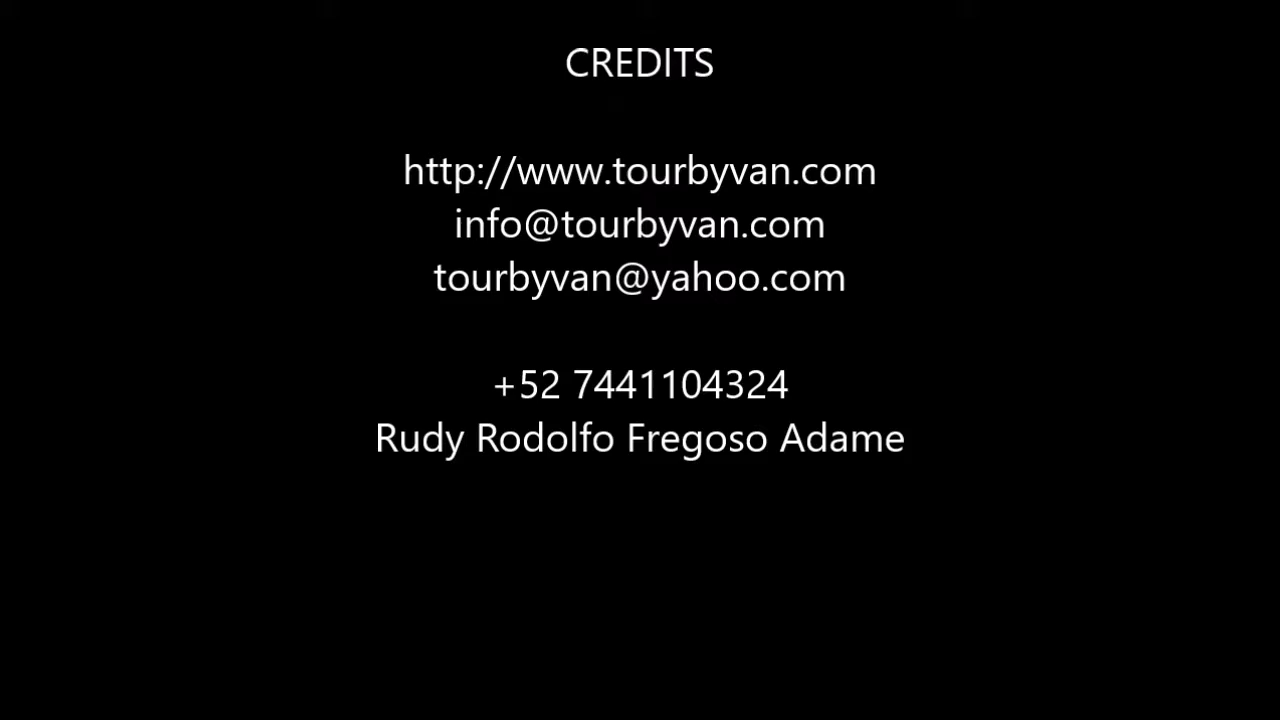 CREDITS
http://www.tourbyvan.com
info@tourbyvan.com
tourbyvan@yahoo.com
+52 7441104324
Rudy Rodolfo Fregoso Adame